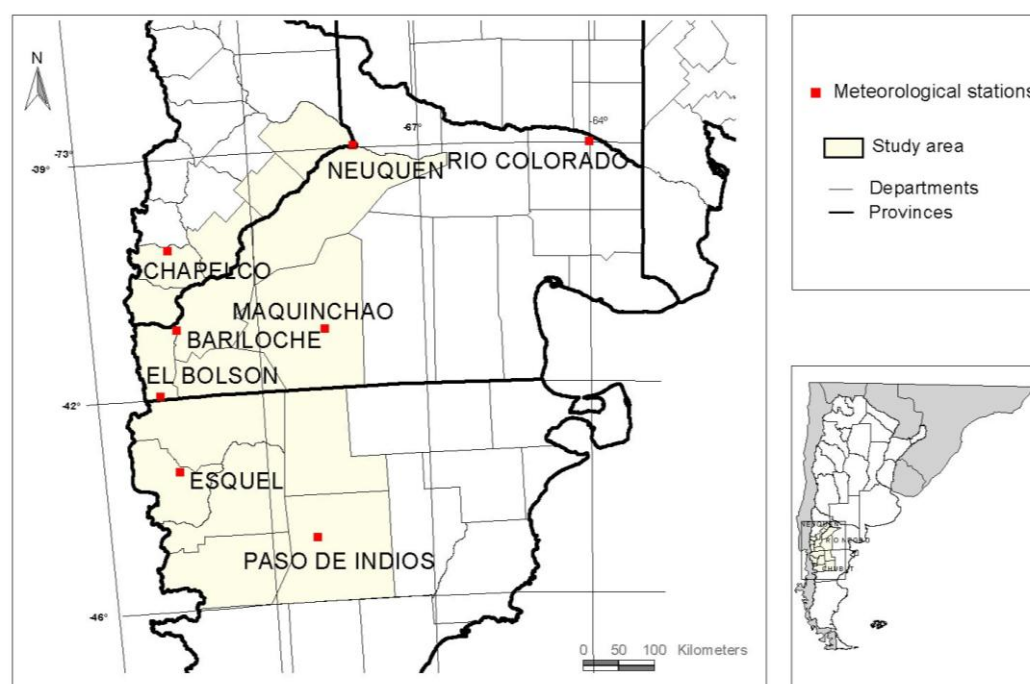 N
-73°
-67°
-64°
-39°
NEUQUEN
RIO COLORADO
CHAPELCO
MAQUINCHAO
BARILOCHE
EL BOLSON
-42°
ESQUEL
PASO DE INDIOS
-46°
0 50 100 Kilometers
Meteorological stations
Study area
Departments
Provinces